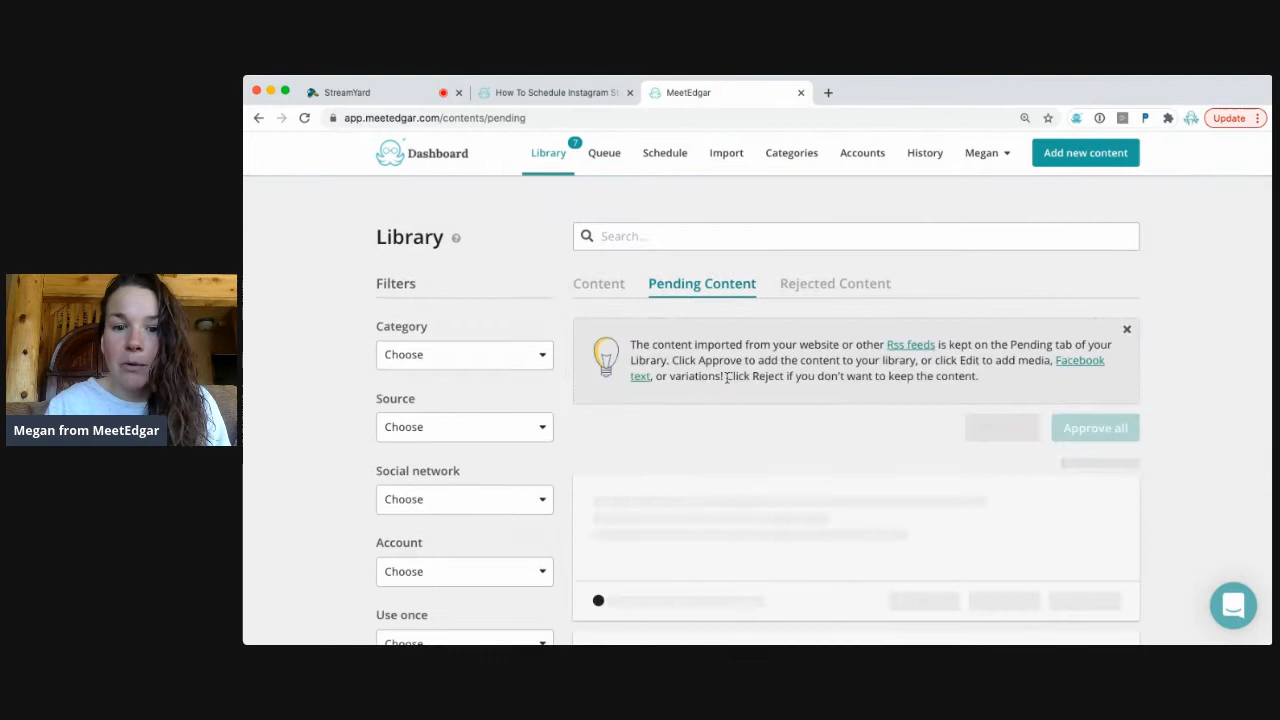 StreamYard
How To Schedule Instagram St
MeetEdgar
app.meetedgar.com/contents/pending
Update
Dashboard
Library
7
Queue
Schedule
Import
Categories
Accounts
History
Megan
Add new content
Library
Search...
Filters
Content
Pending Content
Rejected Content
Category
Choose
The content imported from your website or other Rss feeds is kept on the Pending tab of your
Library. Click Approve to add the content to your library, or click Edit to add media, Facebook
text, or variations! Click Reject if you don't want to keep the content.
Source
Choose
Approve all
Social network
Choose
Account
Choose
Use once
Choose
Megan from MeetEdgar